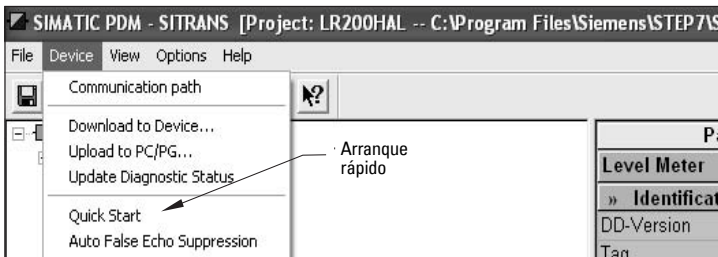 SIMATIC PDM - SITRANS [Project: LR200HAL -- C:\Program Files\Siemens\STEP7\S
File Device View Options Help
Communication path
Download to Device...
Upload to PC/PG...
Update Diagnostic Status
Quick Start
Auto False Echo Suppression
Arranque
rápido
Pa
Level Meter
» Identificat
DD-Version
Tag